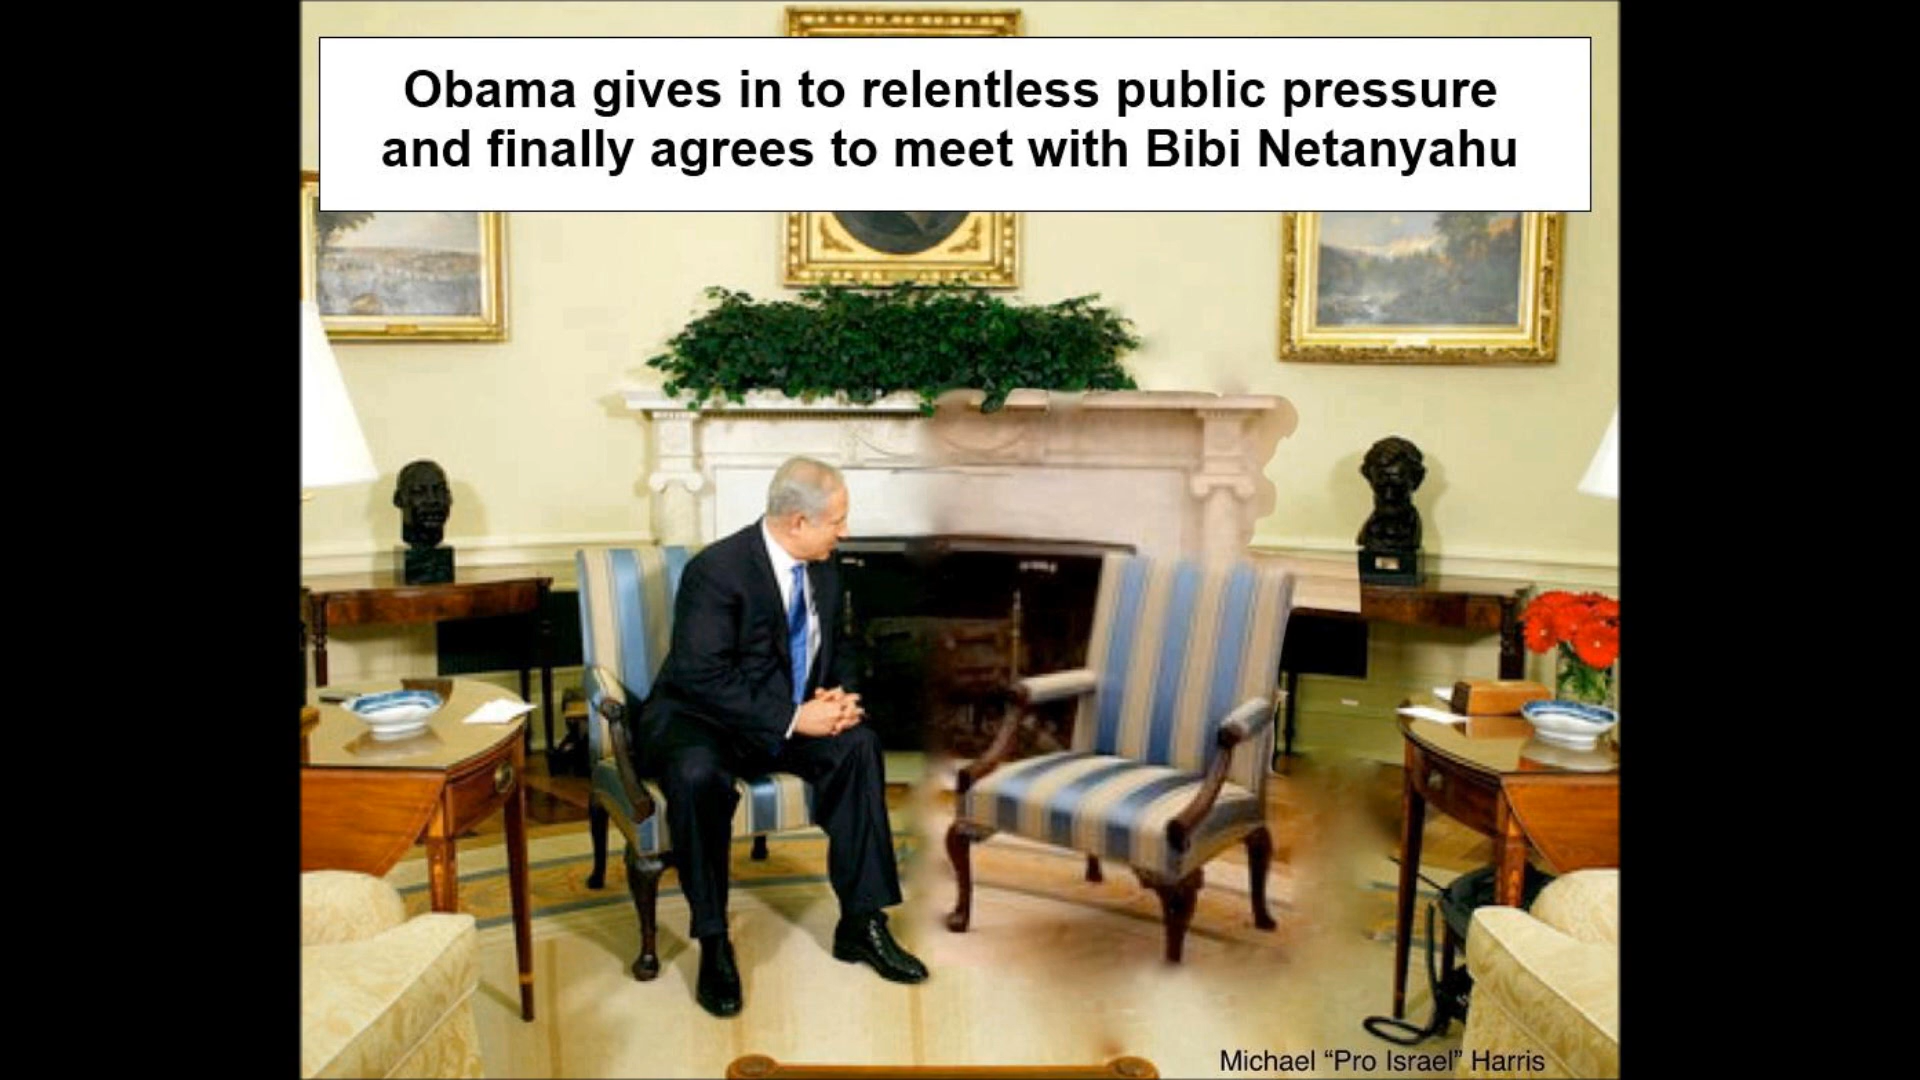 Obama gives in to relentless public pressure
and finally agrees to meet with Bibi Netanyahu
Michael “Pro Israel” Harris